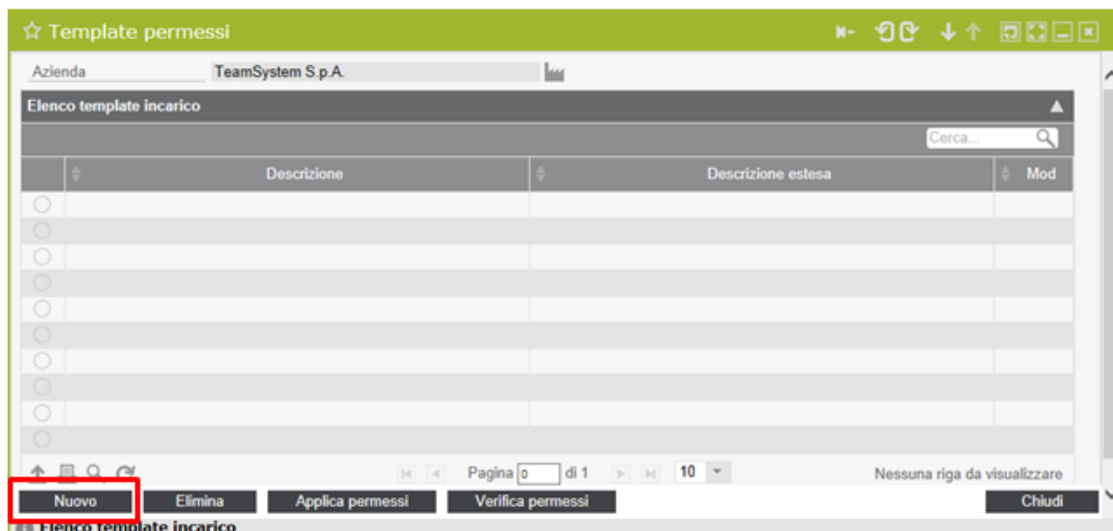 Template permessi
Azienda TeamSystem S.p.A.
Elenco template incarico
Cerca...
Descrizione Descrizione estesa Mod
Pagina 0 di 1 10 Nessuna riga da visualizzare
Nuovo Elimina Applica permessi Verifica permessi Chiudi
Elenco template incarico